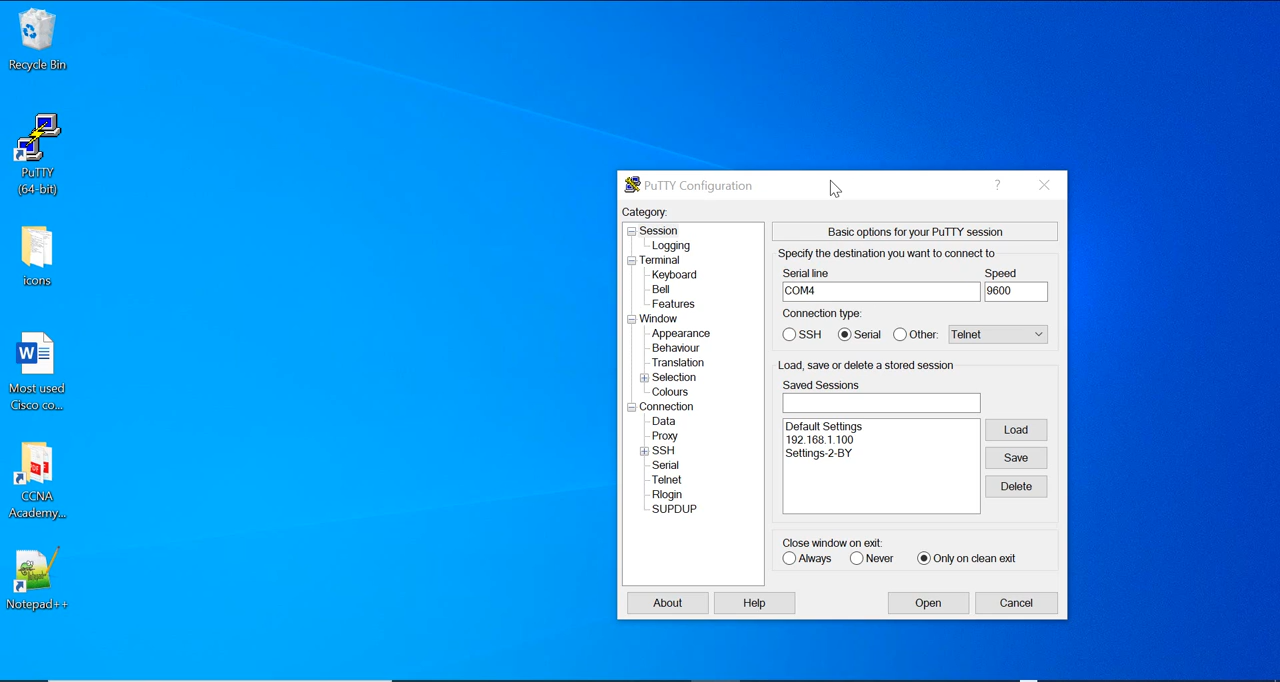 Recycle Bin
PuTTY
(64-bit)
icons
Most used
Cisco co...
CCNA
Academy...
Notepad++
PuTTY Configuration
?
Category:
Session
Logging
Terminal
Keyboard
Bell
Features
Window
Appearance
Behaviour
Translation
Selection
Colours
Connection
Data
Proxy
SSH
Serial
Telnet
Rlogin
SUPDUP
Basic options for your PuTTY session
Specify the destination you want to connect to
Serial line Speed
COM4 9600
Connection type:
SSH Serial Other: Telnet
Load, save or delete a stored session
Saved Sessions
Default Settings
192.168.1.100
Settings-2-BY
Load
Save
Delete
Close window on exit:
Always Never Only on clean exit
About Help Open Cancel